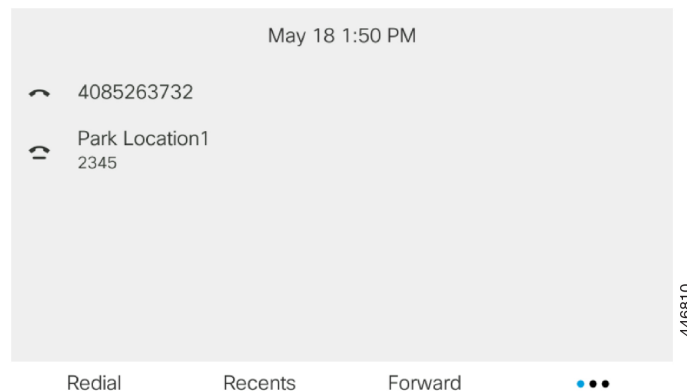 May 18 1:50 PM
4085263732
Park Location1
2345
Redial Recents Forward
446810